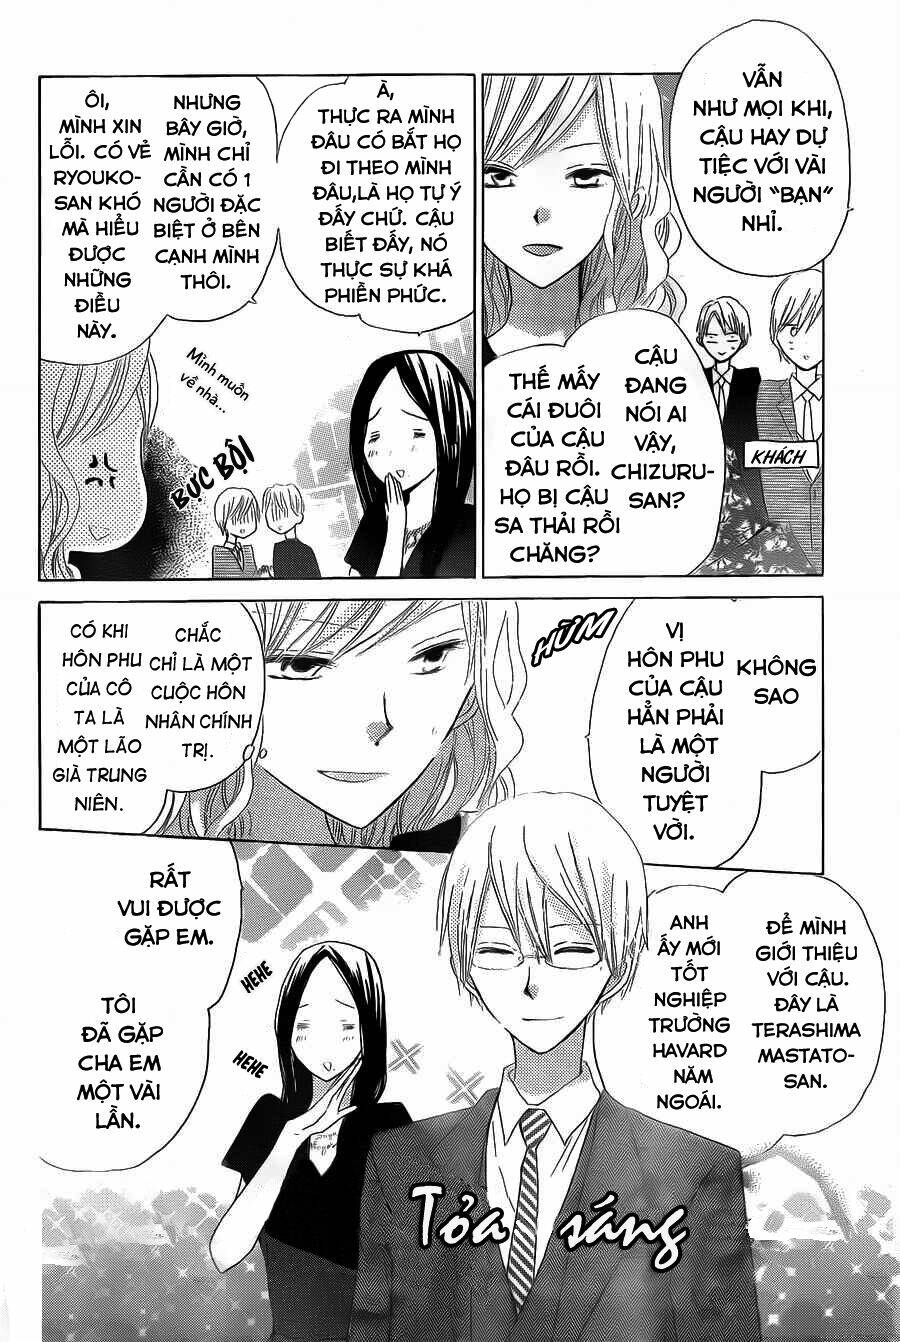 VẪN
NHƯ MỌI KHI,
CẬU HAY DỰ
TIỆC VỚI VÀI
NGƯỜI "BẠN"
NHỈ.
KHÁCH
CẬU
ĐANG
NÓI AI
VẬY,
CHIZURU-
SAN?
THẾ MẤY
CÁI ĐUÔI
CỦA CẬU
ĐÂU RỒI.
HỌ BỊ CẬU
SA THẢI RỒI
CHĂNG?
À,
THỰC RA MÌNH
ĐÂU CÓ BẮT HỌ
ĐI THEO MÌNH
ĐÂU,LÀ HỌ TỰ Ý
ĐẤY CHỨ. CẬU
BIẾT ĐẤY, NÓ
THỰC SỰ KHÁ
PHIỀN PHỨC.
NHƯNG
BÂY GIỜ,
MÌNH CHỈ
CẦN CÓ 1
NGƯỜI ĐẶC
BIỆT Ở BÊN
CẠNH MÌNH
THÔI.
ÔI,
MÌNH XIN
LỖI. CÓ VẺ
RYOUKO-
SAN KHÓ
MÀ HIỂU
ĐƯỢC
NHỮNG
ĐIỀU
NÀY.
Mình muốn
về nhà...
BỰC BỘI
KHÔNG
SAO
VỊ
HÔN PHU
CỦA CẬU
HẲN PHẢI
LÀ MỘT
NGƯỜI
TUYỆT
VỜI.
HÙM
CHẮC
CHỈ LÀ MỘT
CUỘC HÔN
NHÂN CHÍNH
TRỊ.
CÓ KHI
HÔN PHU
CỦA CÔ
TA LÀ
MỘT LÃO
GIÀ TRUNG
NIÊN.
ĐỂ MÌNH
GIỚI THIỆU
VỚI CẬU.
ĐÂY LÀ
TERASHIMA
MASTATO-
SAN.
ANH
ẤY MỚI
TỐT
NGHIỆP
TRƯỜNG
HAVARD
NĂM
NGOÁI.
HEHE
HEHE
RẤT
VUI ĐƯỢC
GẶP EM.
TÔI
ĐÃ GẶP
CHA EM
MỘT VÀI
LẦN.
Tỏa sáng